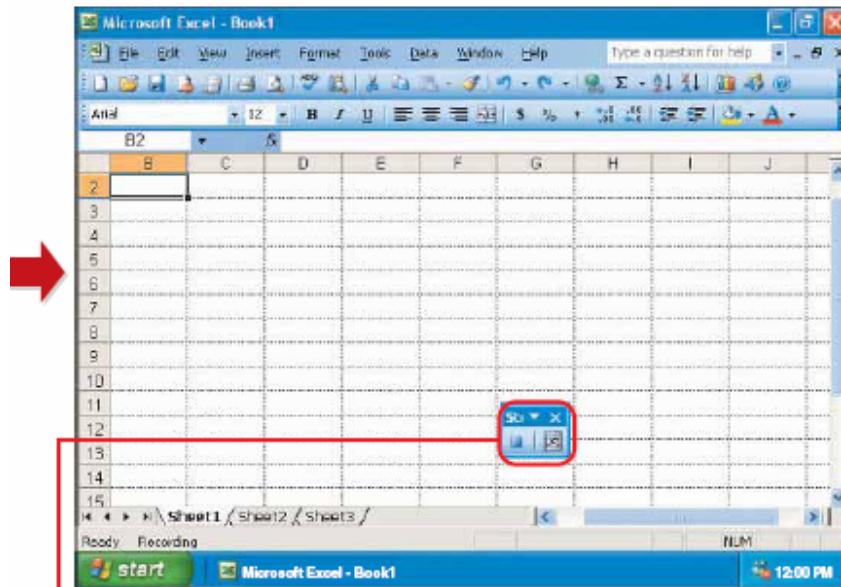 Microsoft Excel - Book1
File Edit View Insert Format Tools Data Window Help Type a question for help
Arial 12 B I U $ % ,
B2 fx
B C D E F G H I J
2
3
4
5
6
7
8
9
10
11
12
13
14
15
Sheet1 Sheet2 Sheet3
Ready Recording NUM
start Microsoft Excel - Book1 12:00 PM